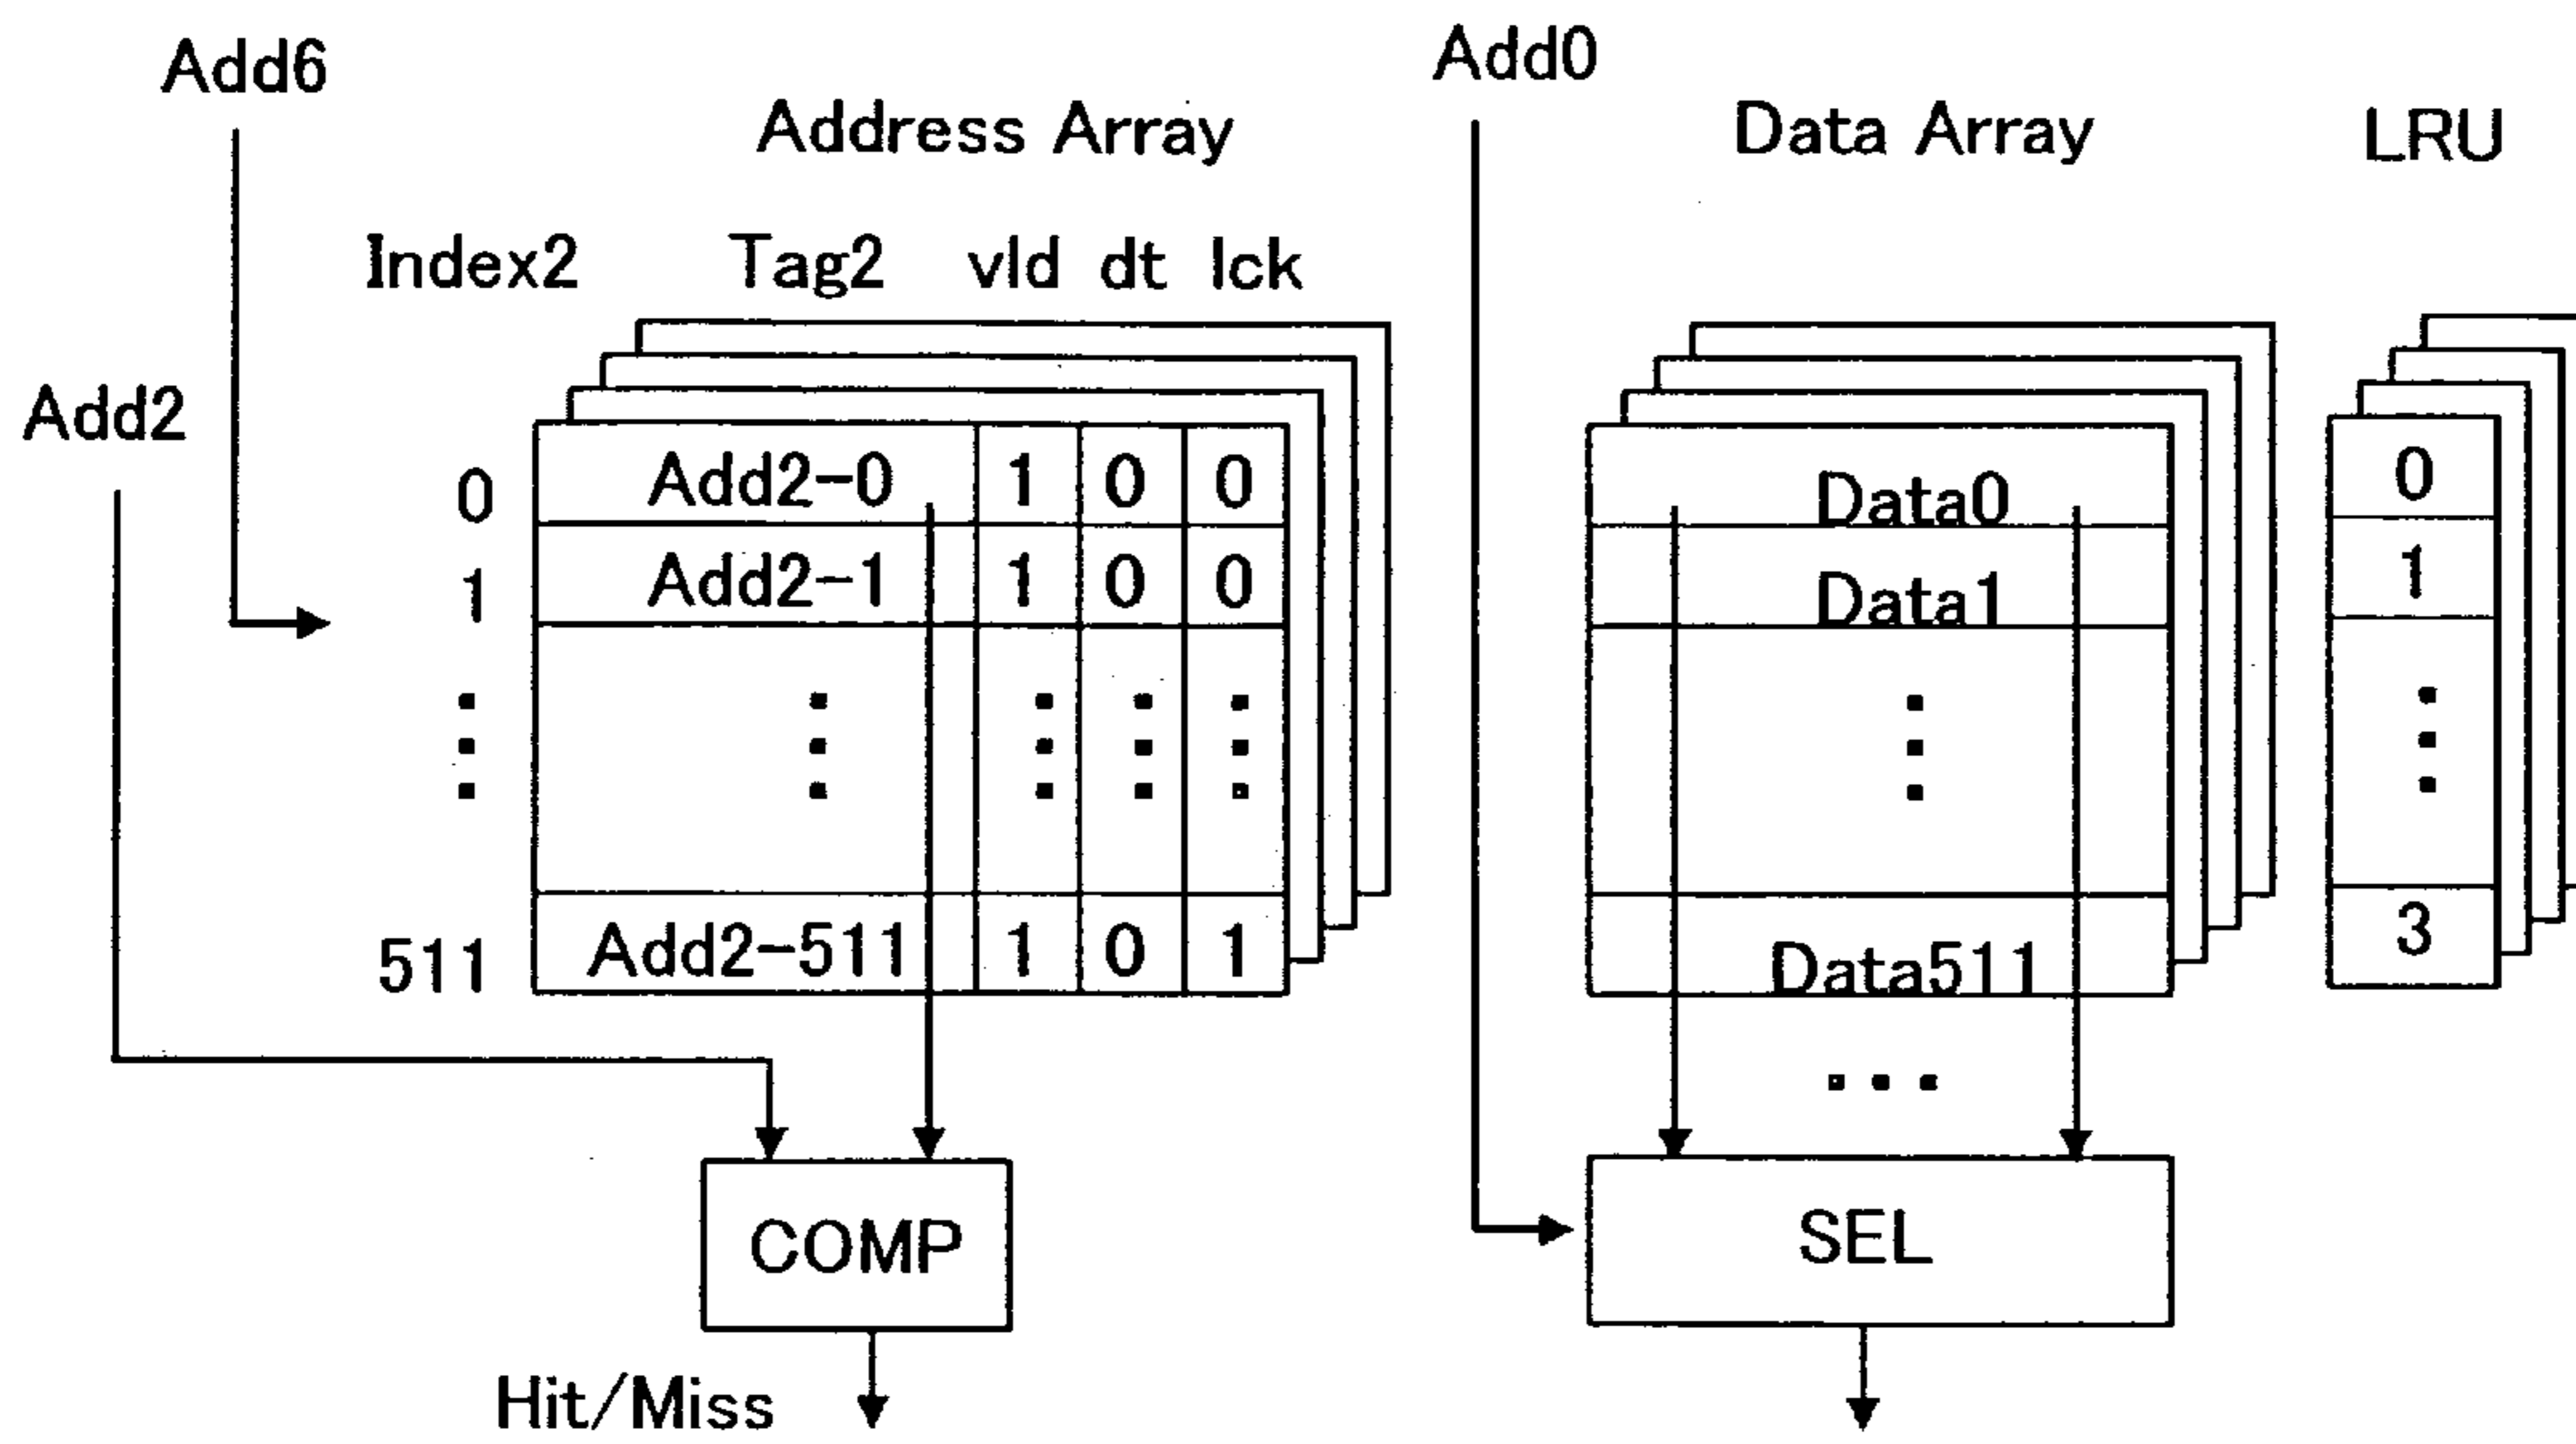 Add6
Add0
Address Array
Data Array
LRU
Index2 Tag2 vld dt lck
Add2
0 Add2-0 1 0 0
Data0
0
1 Add2-1 1 0 0
Data1
1
511 Add2-511 1 0 1
Data511
3
COMP
SEL
Hit/Miss